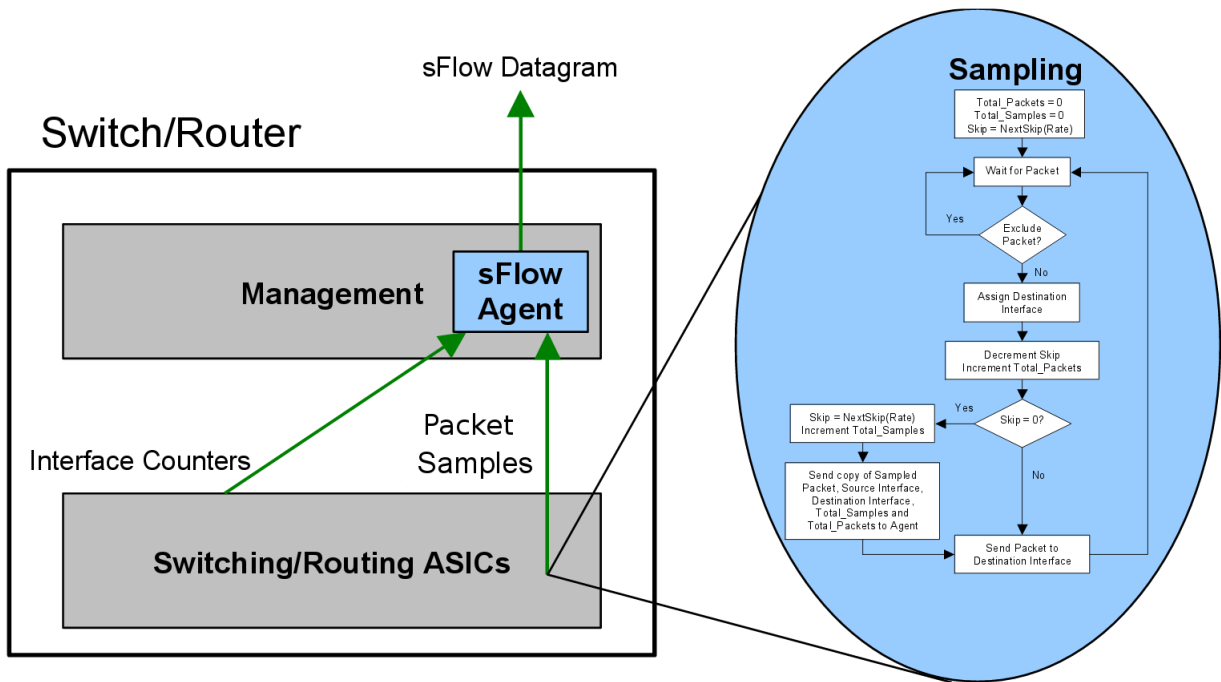 sFlow Datagram
Switch/Router
Management
sFlow
Agent
Interface Counters
Packet
Samples
Switching/Routing ASICs
Sampling
Total_Packets = 0
Total_Samples = 0
Skip = NextSkip(Rate)
Wait for Packet
Yes
Exclude
Packet?
No
Assign Destination
Interface
Decrement Skip
Increment Total_Packets
Yes
Skip = 0?
Skip = NextSkip(Rate)
Increment Total_Samples
No
Send copy of Sampled
Packet, Source Interface,
Destination Interface,
Total_Samples and
Total_Packets to Agent
Send Packet to
Destination Interface